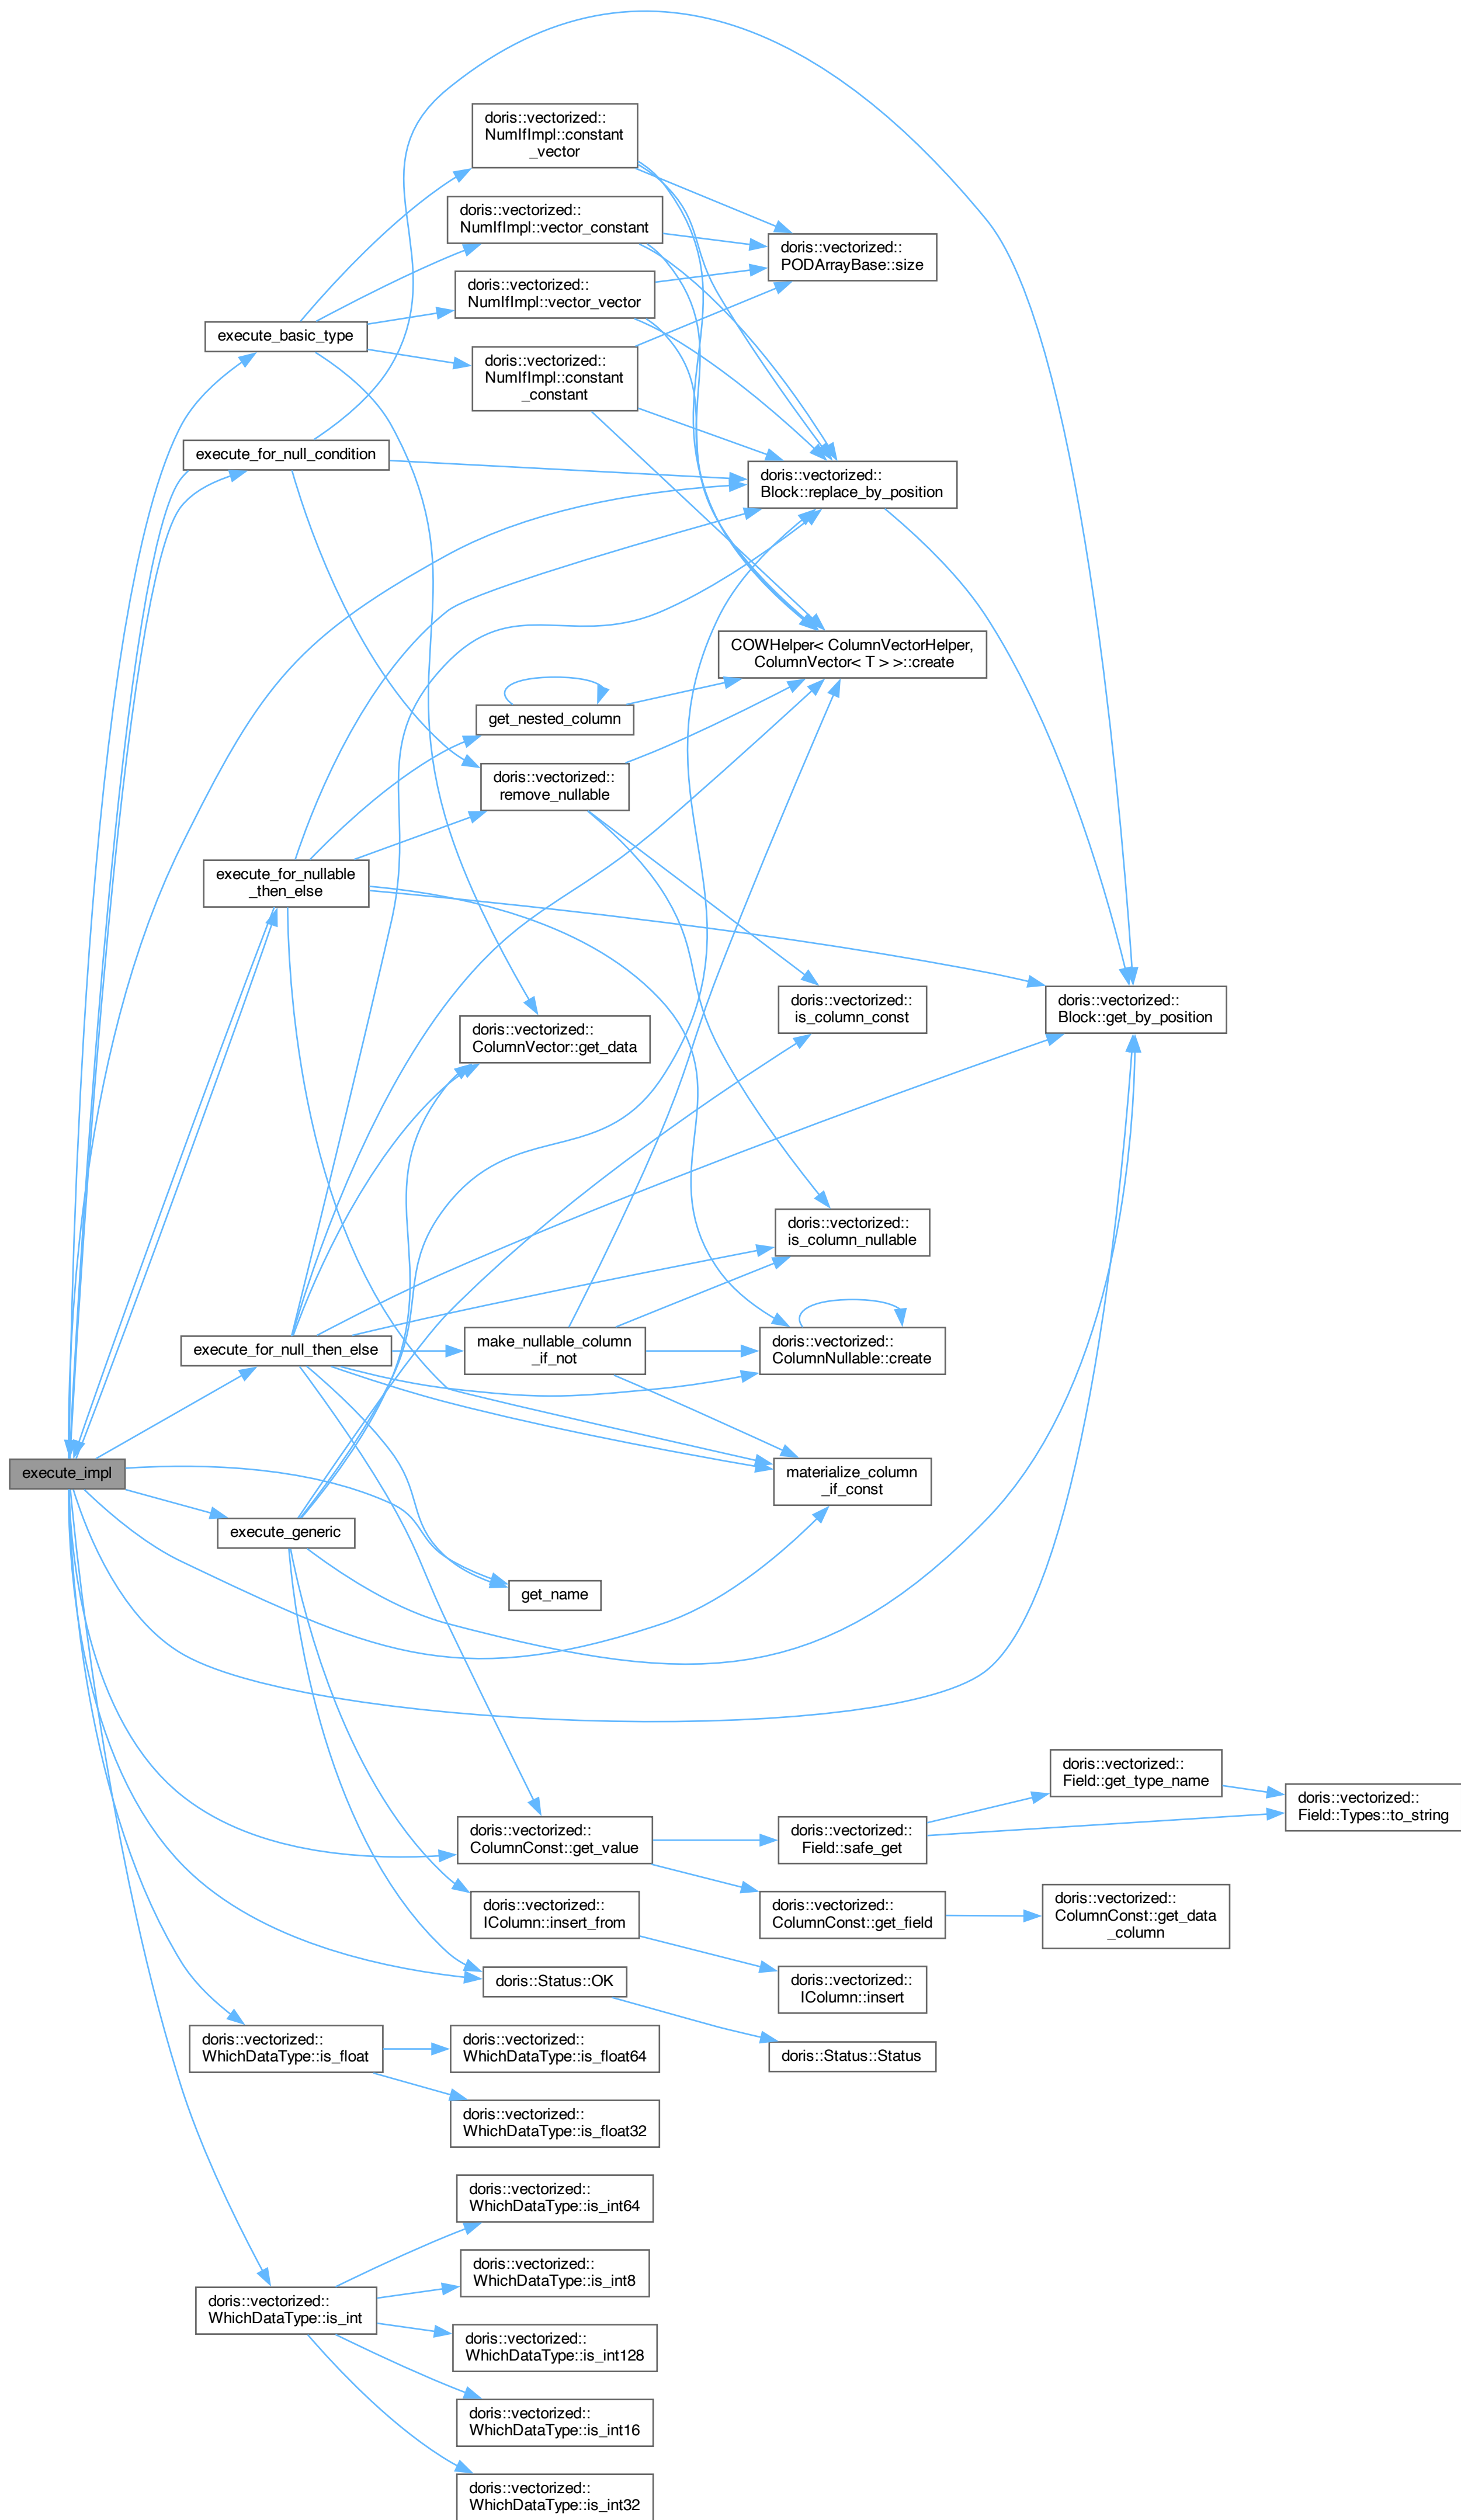 doris::vectorized::
NumIfImpl::constant
_vector
doris::vectorized::
NumIfImpl::vector_constant
doris::vectorized::
PODArrayBase::size
doris::vectorized::
NumIfImpl::vector_vector
execute_basic_type
doris::vectorized::
NumIfImpl::constant
_constant
execute_for_null_condition
doris::vectorized::
Block::replace_by_position
COWHelper< ColumnVectorHelper,
ColumnVector< T > >::create
get_nested_column
doris::vectorized::
remove_nullable
execute_for_nullable
_then_else
doris::vectorized::
is_column_const
doris::vectorized::
Block::get_by_position
doris::vectorized::
ColumnVector::get_data
doris::vectorized::
is_column_nullable
execute_for_null_then_else
make_nullable_column
_if_not
doris::vectorized::
ColumnNullable::create
execute_impl
materialize_column
_if_const
execute_generic
get_name
doris::vectorized::
Field::get_type_name
doris::vectorized::
Field::Types::to_string
doris::vectorized::
ColumnConst::get_value
doris::vectorized::
Field::safe_get
doris::vectorized::
IColumn::insert_from
doris::vectorized::
ColumnConst::get_field
doris::vectorized::
ColumnConst::get_data
_column
doris::Status::OK
doris::vectorized::
IColumn::insert
doris::vectorized::
WhichDataType::is_float
doris::vectorized::
WhichDataType::is_float64
doris::Status::Status
doris::vectorized::
WhichDataType::is_float32
doris::vectorized::
WhichDataType::is_int64
doris::vectorized::
WhichDataType::is_int8
doris::vectorized::
WhichDataType::is_int
doris::vectorized::
WhichDataType::is_int128
doris::vectorized::
WhichDataType::is_int16
doris::vectorized::
WhichDataType::is_int32